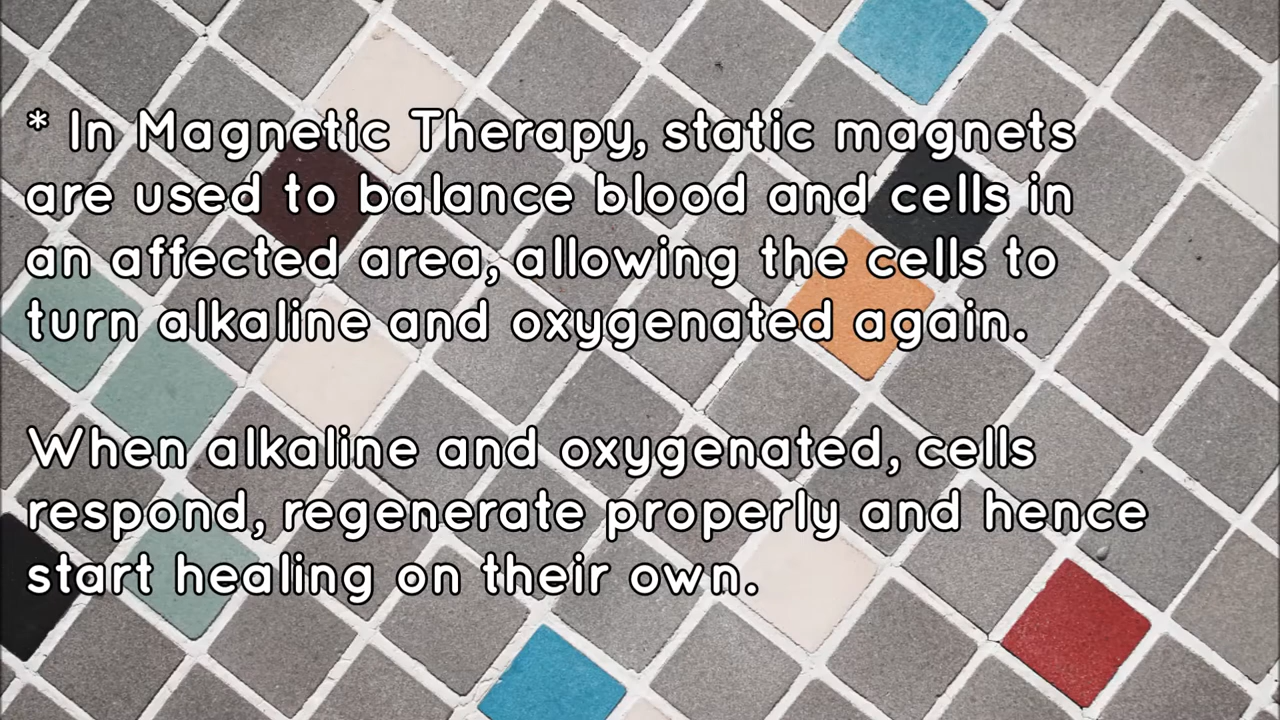 * In Magnetic Therapy, static magnets
are used to balance blood and cells in
an affected area, allowing the cells to
turn alkaline and oxygenated again.
When alkaline and oxygenated, cells
respond, regenerate properly and hence
start healing on their own.